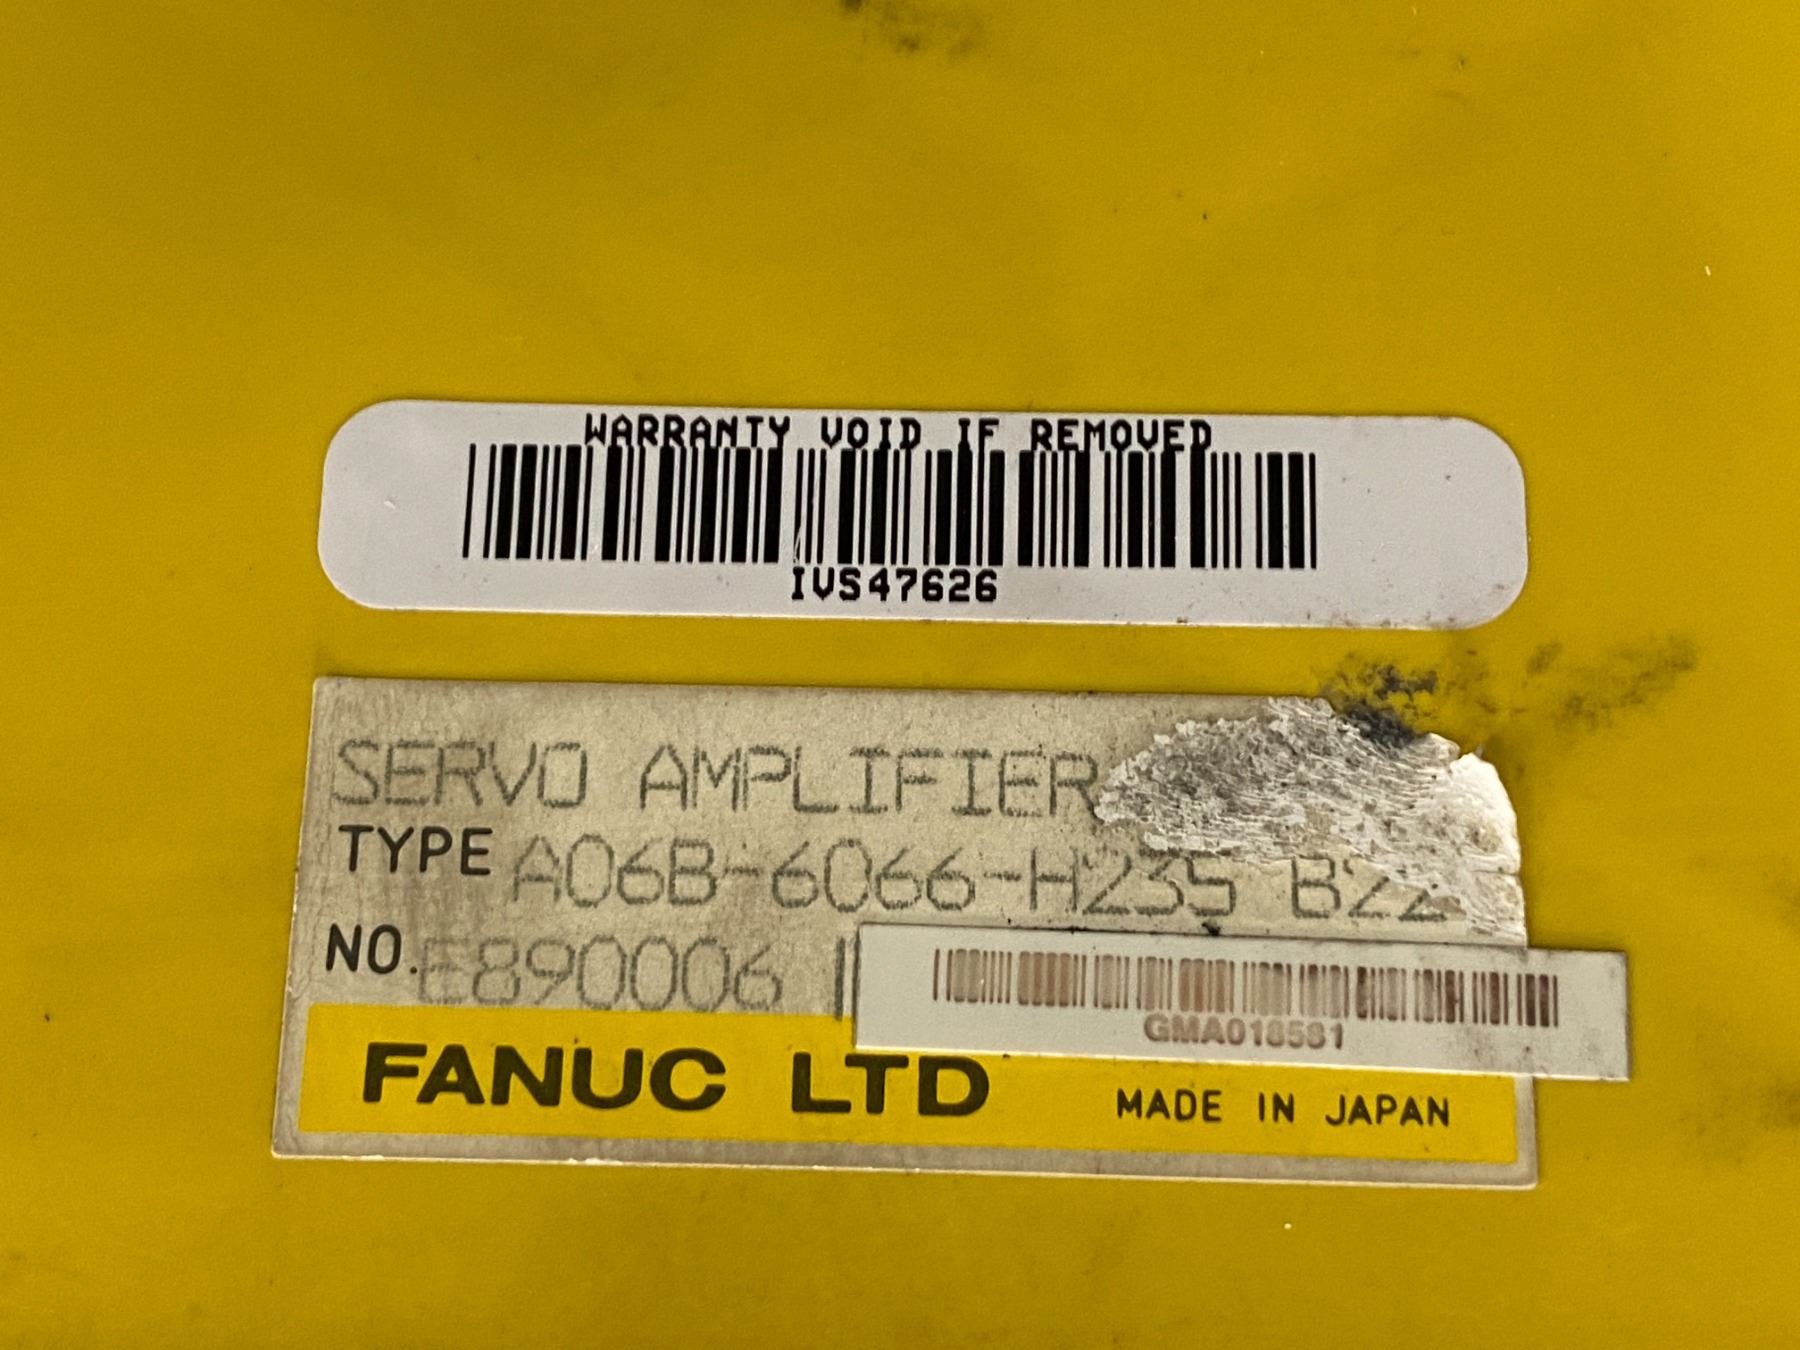 WARRANTY VOID IF REMOVED
IVS47626
SERVO AMPLIFIER
TYPE A06B-6066-H235 B22
NO. E890006
GMA018581
FANUC LTD MADE IN JAPAN